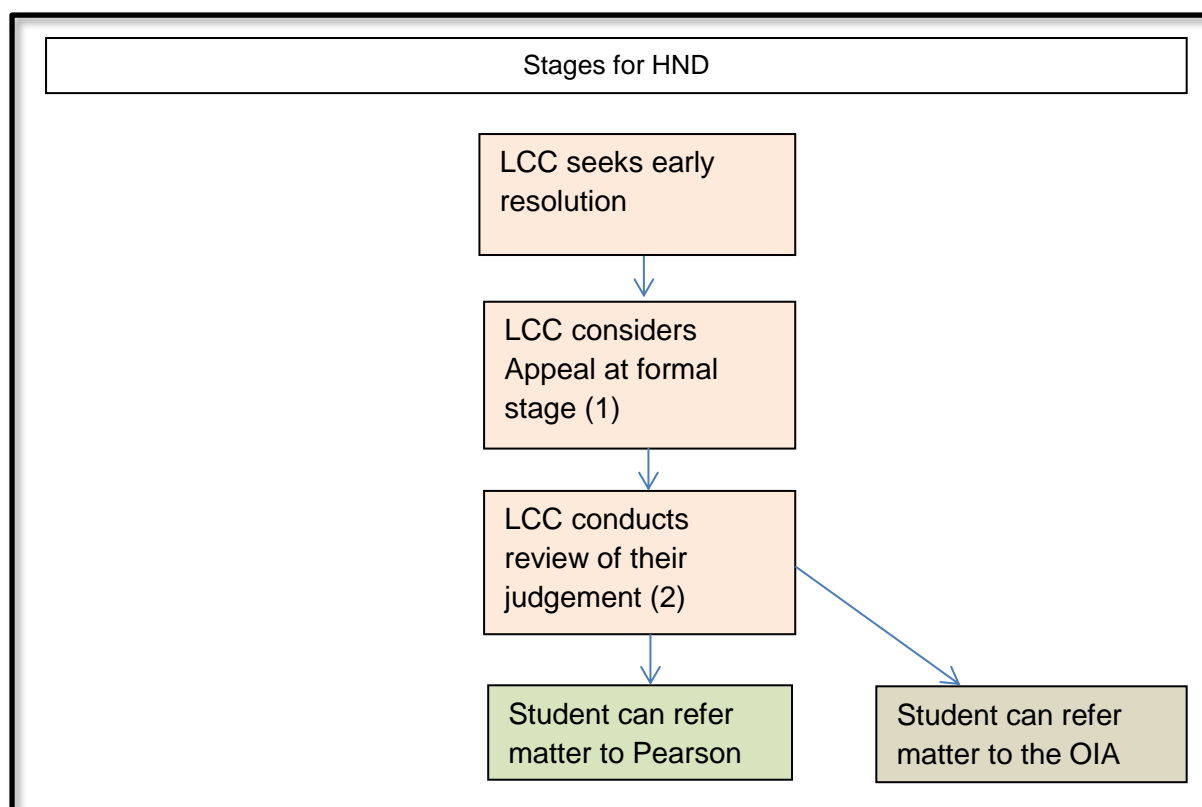 Stages for HND
LCC seeks early
resolution
LCC considers
Appeal at formal
stage (1)
LCC conducts
review of their
judgement (2)
Student can refer
matter to Pearson
Student can refer
matter to the OIA